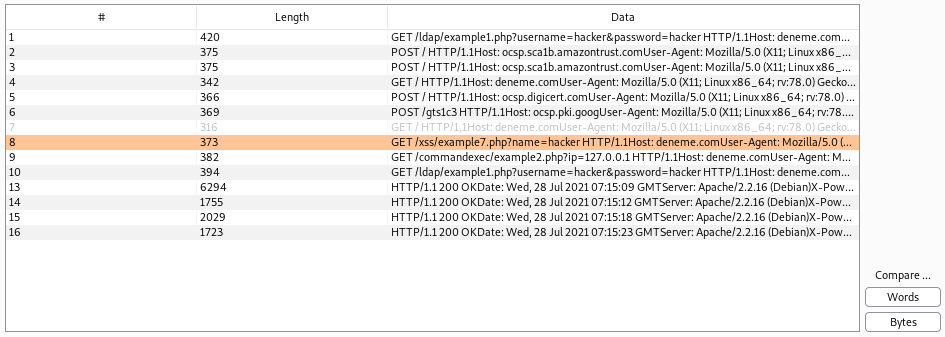 # Length Data
1 420 GET /ldap/example1.php?username=hacker&password=hacker HTTP/1.1Host: deneme.com...
2 375 POST / HTTP/1.1Host: ocsp.sca1b.amazontrust.comUser-Agent: Mozilla/5.0 (X11; Linux x86_...
3 375 POST / HTTP/1.1Host: ocsp.sca1b.amazontrust.comUser-Agent: Mozilla/5.0 (X11; Linux x86_...
4 342 GET / HTTP/1.1Host: deneme.comUser-Agent: Mozilla/5.0 (X11; Linux x86_64; rv:78.0) Gecko...
5 366 POST / HTTP/1.1Host: ocsp.digicert.comUser-Agent: Mozilla/5.0 (X11; Linux x86_64; rv:78.0) ...
6 369 POST /gts1c3 HTTP/1.1Host: ocsp.pki.googUser-Agent: Mozilla/5.0 (X11; Linux x86_64; rv:78....
7 316 GET / HTTP/1.1Host: deneme.comUser-Agent: Mozilla/5.0 (X11; Linux x86_64; rv:78.0) Gecko...
8 373 GET /xss/example7.php?name=hacker HTTP/1.1Host: deneme.comUser-Agent: Mozilla/5.0 (...
9 382 GET /commandexec/example2.php?ip=127.0.0.1 HTTP/1.1Host: deneme.comUser-Agent: M...
10 394 GET /ldap/example1.php?username=hacker&password=hacker HTTP/1.1Host: deneme.com...
13 6294 HTTP/1.1 200 OKDate: Wed, 28 Jul 2021 07:15:09 GMTServer: Apache/2.2.16 (Debian)X-Pow...
14 1755 HTTP/1.1 200 OKDate: Wed, 28 Jul 2021 07:15:12 GMTServer: Apache/2.2.16 (Debian)X-Pow...
15 2029 HTTP/1.1 200 OKDate: Wed, 28 Jul 2021 07:15:18 GMTServer: Apache/2.2.16 (Debian)X-Pow...
16 1723 HTTP/1.1 200 OKDate: Wed, 28 Jul 2021 07:15:23 GMTServer: Apache/2.2.16 (Debian)X-Pow...
Compare ...
Words
Bytes